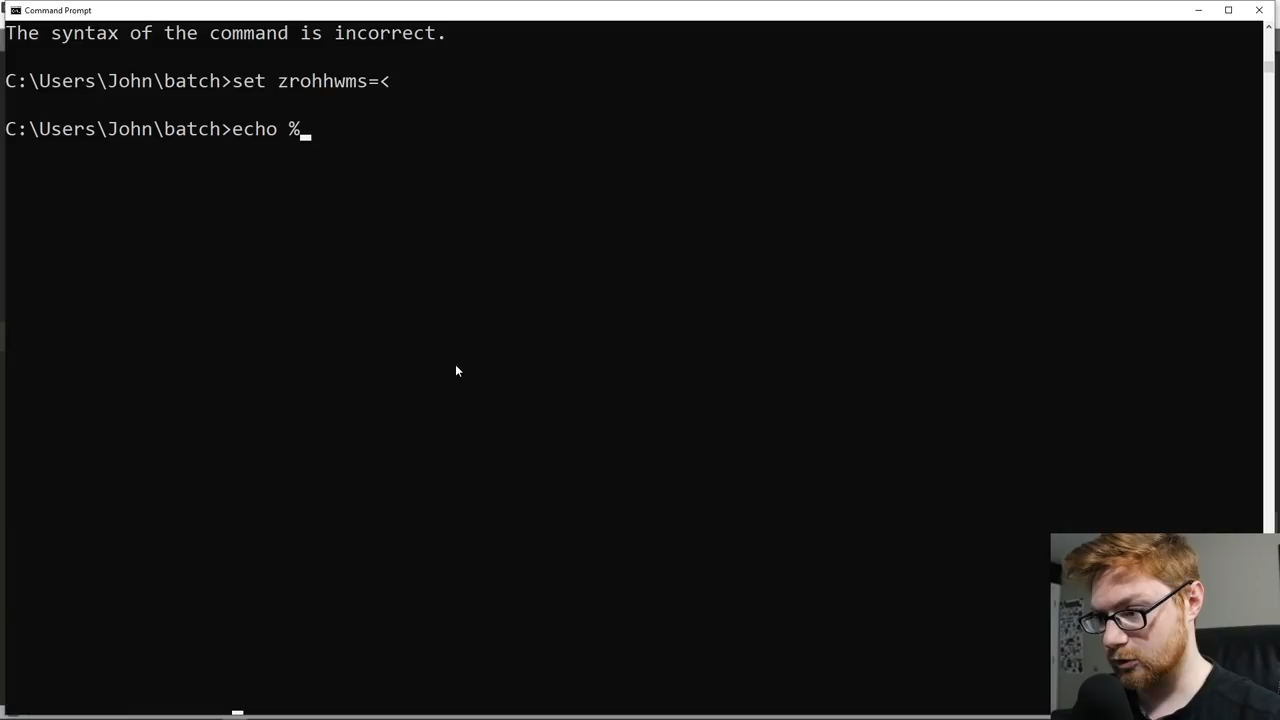 Command Prompt
The syntax of the command is incorrect.
C:\Users\John\batch>set zrohhwms=<
C:\Users\John\batch>echo %